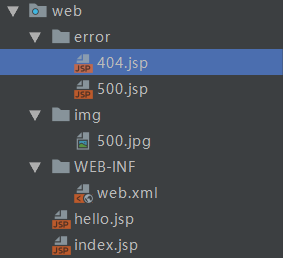 web
error
404.jsp
500.jsp
img
500.jpg
WEB-INF
web.xml
hello.jsp
index.jsp